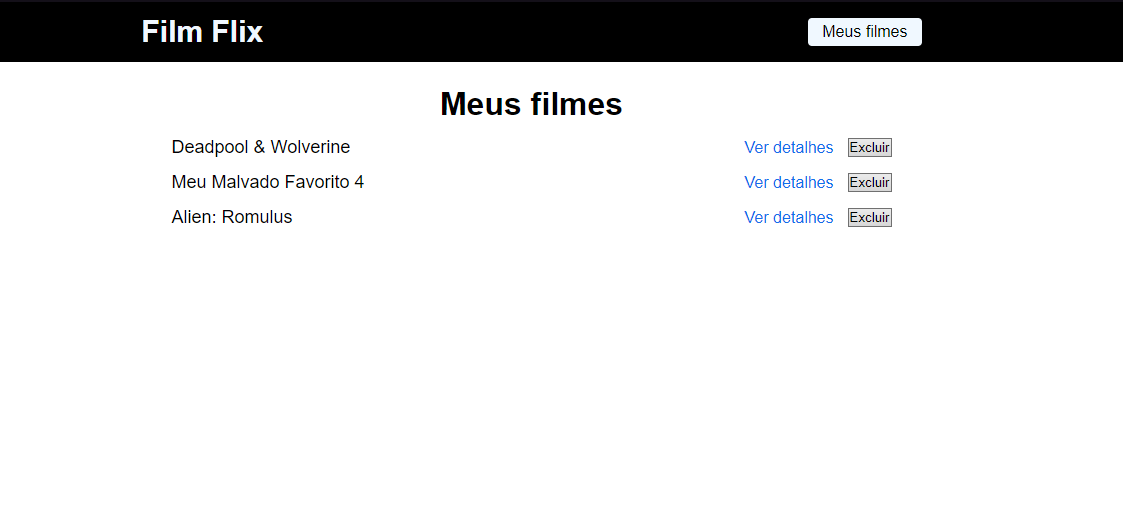 Film Flix Meus filmes
Meus filmes
Deadpool & Wolverine Ver detalhes Excluir
Meu Malvado Favorito 4 Ver detalhes Excluir
Alien: Romulus Ver detalhes Excluir